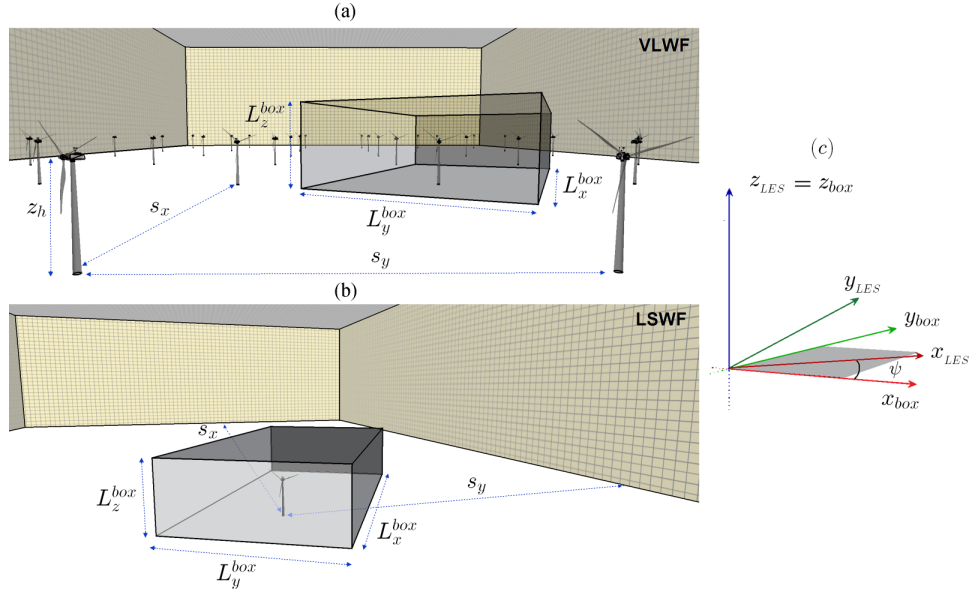 (a)
VLWF
L_z^{box}
z_h
s_x
L_x^{box}
L_y^{box}
s_y
(b)
LSWF
s_x
L_z^{box}
s_y
L_x^{box}
L_y^{box}
(c)
z_{LES} = z_{box}
y_{LES}
y_{box}
x_{LES}
ψ
x_{box}